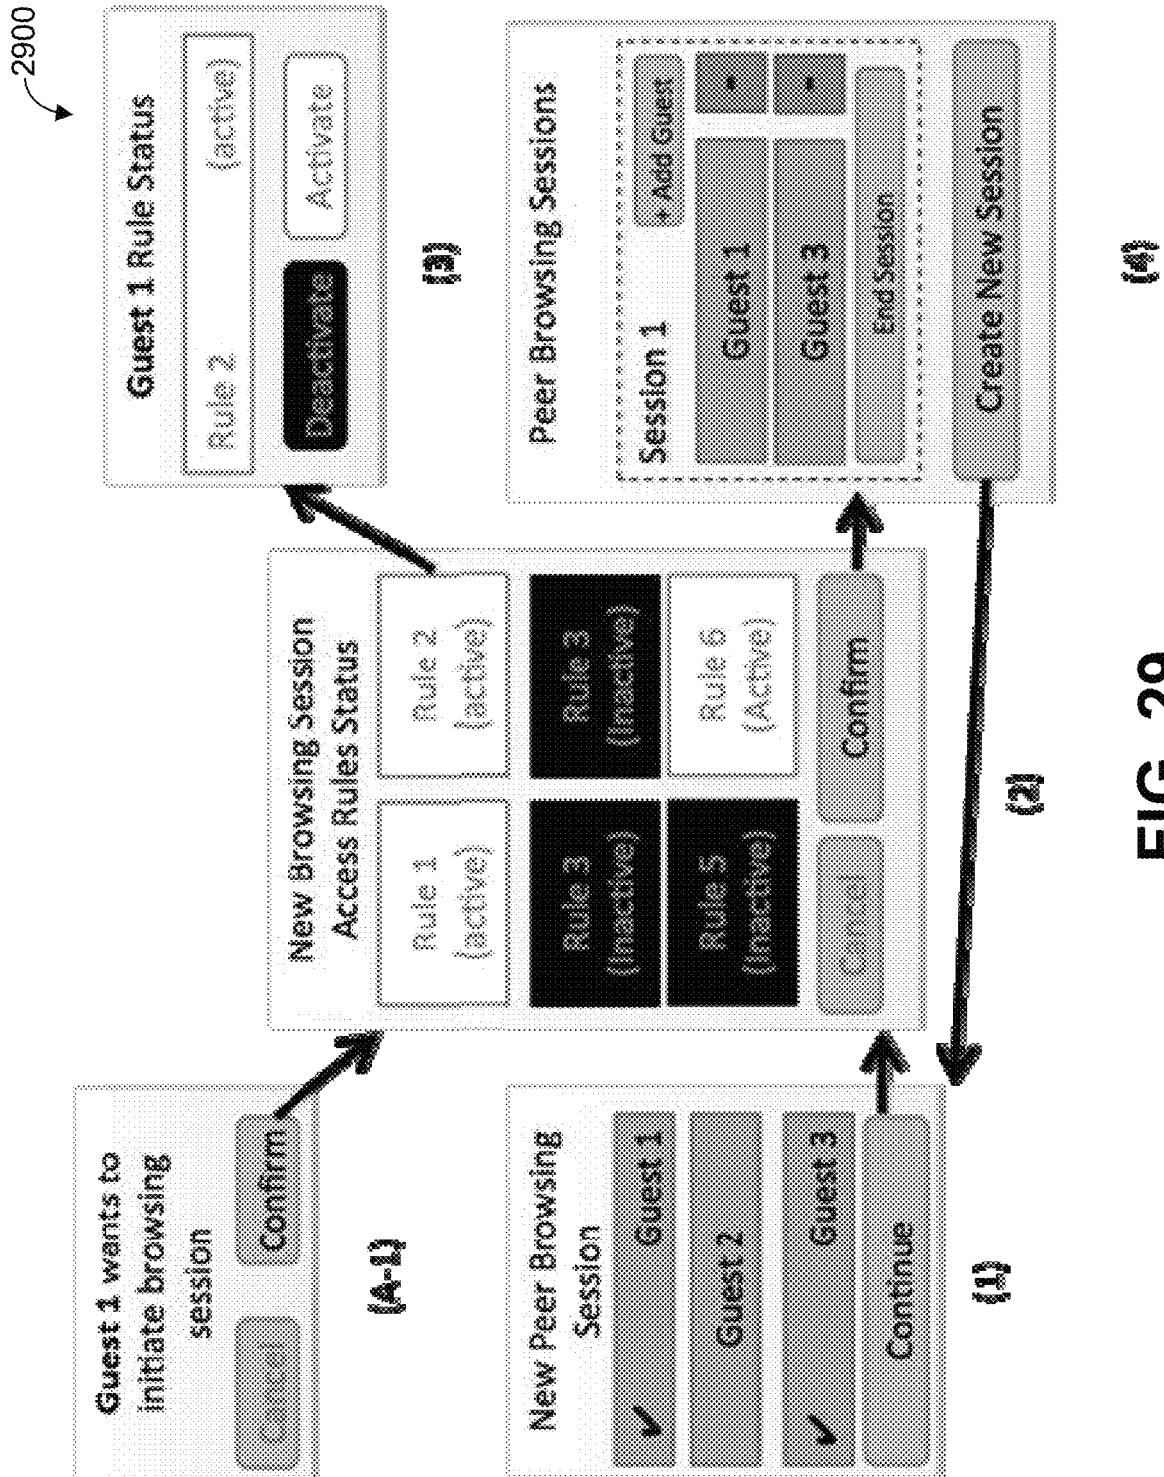 2900
Guest 1 wants to
initiate browsing
session
Cancel
Confirm
(A-1)
New Peer Browsing
Session
✓ Guest 1
Guest 2
✓ Guest 3
Continue
(1)
New Browsing Session
Access Rules Status
Rule 1
(active)
Rule 2
(active)
Rule 3
(Inactive)
Rule 3
(Inactive)
Rule 5
(Inactive)
Rule 6
(Active)
Cancel
Confirm
(2)
Guest 1 Rule Status
Rule 2 (active)
Deactivate
Activate
(3)
Peer Browsing Sessions
Session 1
+ Add Guest
Guest 1
Guest 3
End Session
Create New Session
(4)
FIG. 29